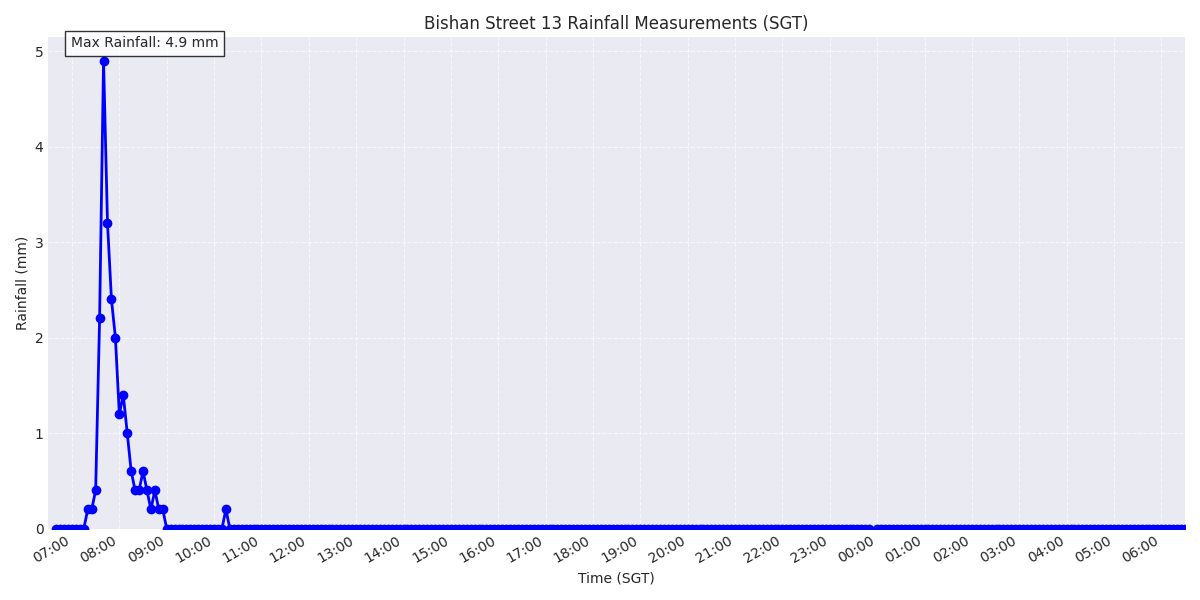 Bishan Street 13 Rainfall Measurements (SGT)
Max Rainfall: 4.9 mm
Rainfall (mm)
5
4
3
2
1
0
07:00 08:00 09:00 10:00 11:00 12:00 13:00 14:00 15:00 16:00 17:00 18:00 19:00 20:00 21:00 22:00 23:00 00:00 01:00 02:00 03:00 04:00 05:00 06:00
Time (SGT)